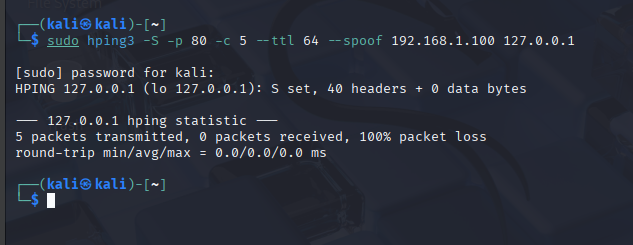 (kali㉿kali)-[~]
$ sudo hping3 -S -p 80 -c 5 --ttl 64 --spoof 192.168.1.100 127.0.0.1
[sudo] password for kali:
HPING 127.0.0.1 (lo 127.0.0.1): S set, 40 headers + 0 data bytes
--- 127.0.0.1 hping statistic ---
5 packets transmitted, 0 packets received, 100% packet loss
round-trip min/avg/max = 0.0/0.0/0.0 ms
(kali㉿kali)-[~]
$